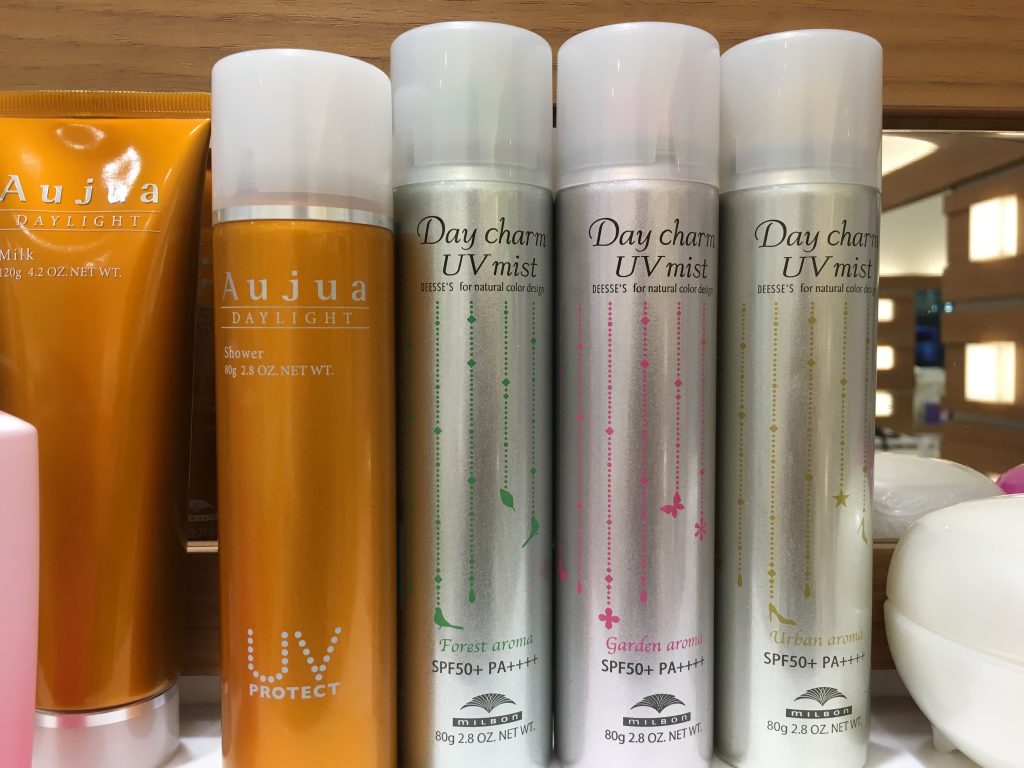 Aujua
DAYLIGHT
Milk
120g 4.2 OZ. NET WT.
Aujua
DAYLIGHT
Shower
80g 2.8 OZ. NET WT.
UV
PROTECT
Day charm
UV mist
DEESSE'S for natural color design
Forest aroma
SPF50+ PA++++
MILBON
80g 2.8 OZ. NET WT.
Day charm
UV mist
DEESSE'S for natural color design
Garden aroma
SPF50+ PA++++
MILBON
80g 2.8 OZ. NET WT.
Day charm
UV mist
DEESSE'S for natural color design
Urban aroma
SPF50+ PA++++
MILBON
80g 2.8 OZ. NET WT.